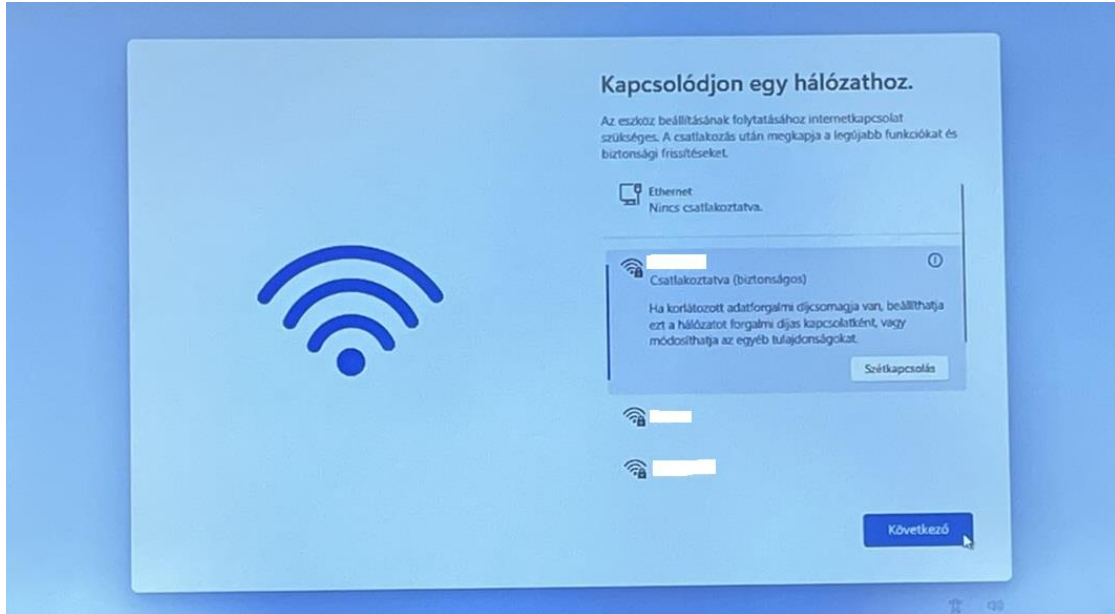 Kapcsolódjon egy hálózathoz.
Az eszköz beállításának folytatásához internetkapcsolat
szükséges. A csatlakozás után megkapja a legújabb funkciókat és
biztonsági frissítéseket.
Ethernet
Nincs csatlakoztatva.
Csatlakoztatva (biztonságos)
Ha korlátozott adatforgalmi díjcsomagja van, beállíthatja
ezt a hálózatot forgalmi díjas kapcsolatként, vagy
módosíthatja az egyéb tulajdonságokat.
Szétkapcsolás
Következő